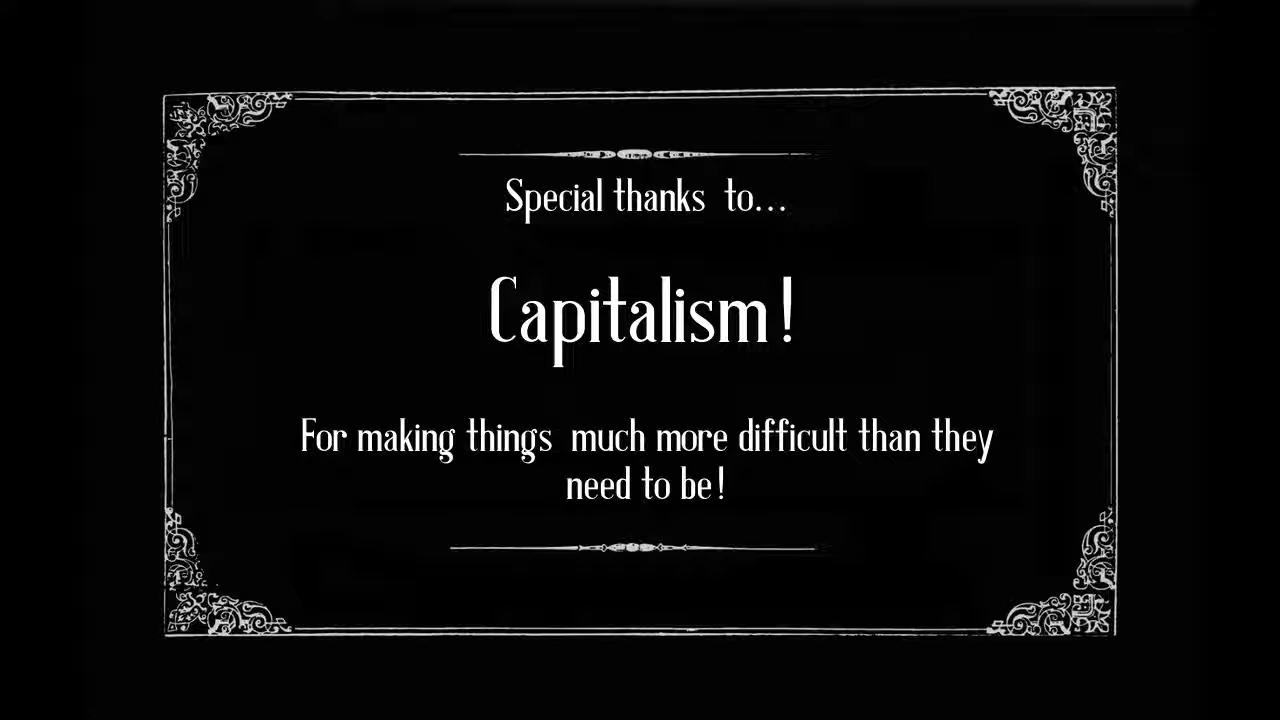 Special thanks to...
Capitalism!
For making things much more difficult than they
need to be!